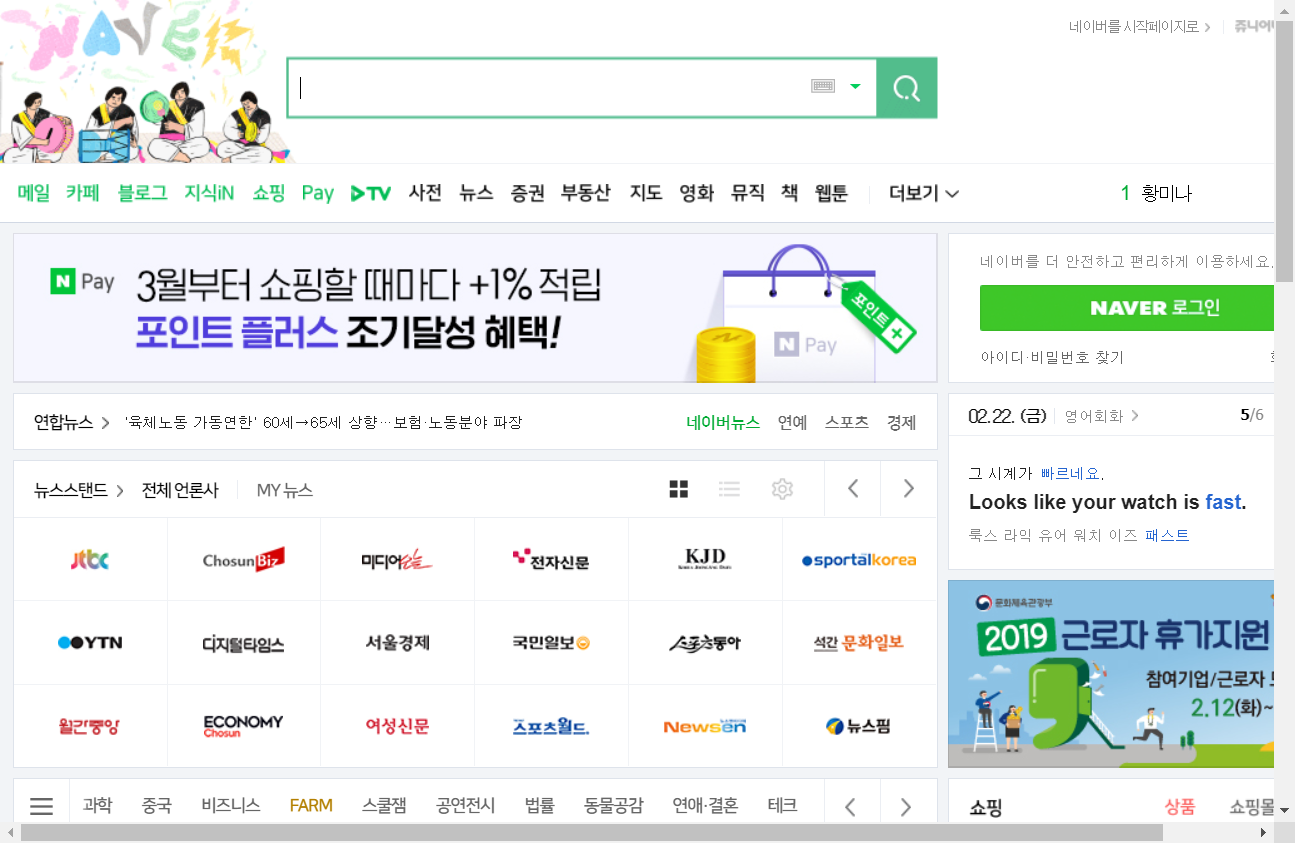 NAVER
네이버를 시작페이지로
메일 카페 블로그 지식iN 쇼핑 Pay TV 사전 뉴스 증권 부동산 지도 영화 뮤직 책 웹툰 더보기
1 황미나
N Pay
3월부터 쇼핑할 때마다 +1% 적립
포인트 플러스 조기달성 혜택!
포인트
N Pay
네이버를 더 안전하고 편리하게 이용하세요.
NAVER 로그인
아이디·비밀번호 찾기
연합뉴스 '육체노동 가동연한' 60세→65세 상향…보험·노동분야 파장
네이버뉴스 연예 스포츠 경제
02.22. (금) 영어회화 5/6
그 시계가 빠르네요.
Looks like your watch is fast.
룩스 라익 유어 워치 이즈 패스트
뉴스스탠드 전체 언론사 MY 뉴스
jtbc Chosun Biz 미디어오늘 전자신문 KJD sportalkorea
YTN 디지털타임스 서울경제 국민일보 스포츠동아 석간 문화일보
월간중앙 ECONOMY Chosun 여성신문 스포츠월드 Newsen 뉴스핌
문화체육관광부
2019 근로자 휴가지원
참여기업/근로자
2.12(화)~
과학 중국 비즈니스 FARM 스쿨잼 공연전시 법률 동물공감 연애·결혼 테크
쇼핑 상품 쇼핑몰